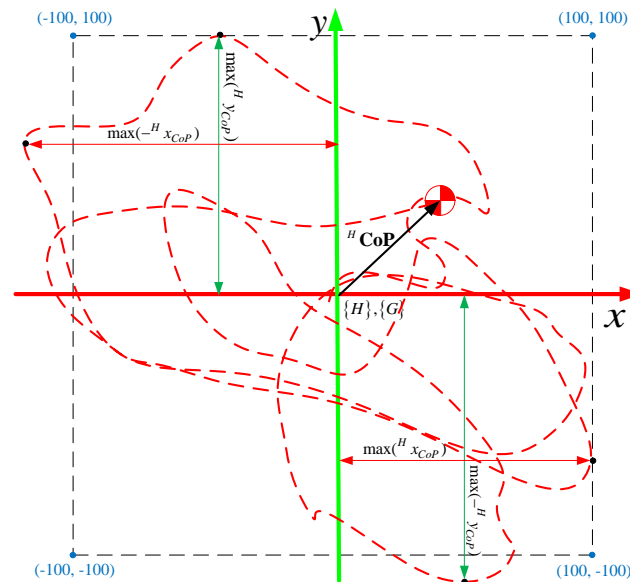 (-100, 100)
y
(100, 100)
max(ᴴ y_CoP)
max(−ᴴ x_CoP)
ᴴ CoP
{H},{G}
x
max(ᴴ x_CoP)
max(−ᴴ y_CoP)
(-100, -100)
(100, -100)